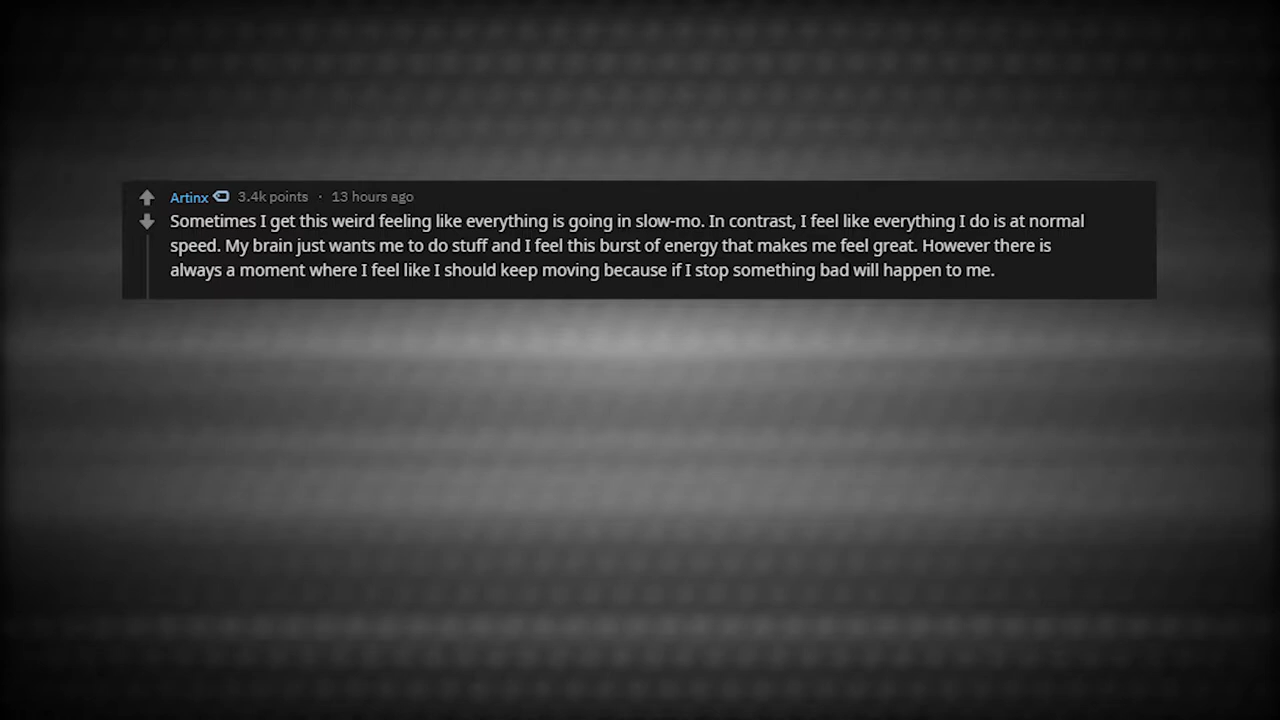 Artinx 3.4k points · 13 hours ago
Sometimes I get this weird feeling like everything is going in slow-mo. In contrast, I feel like everything I do is at normal
speed. My brain just wants me to do stuff and I feel this burst of energy that makes me feel great. However there is
always a moment where I feel like I should keep moving because if I stop something bad will happen to me.